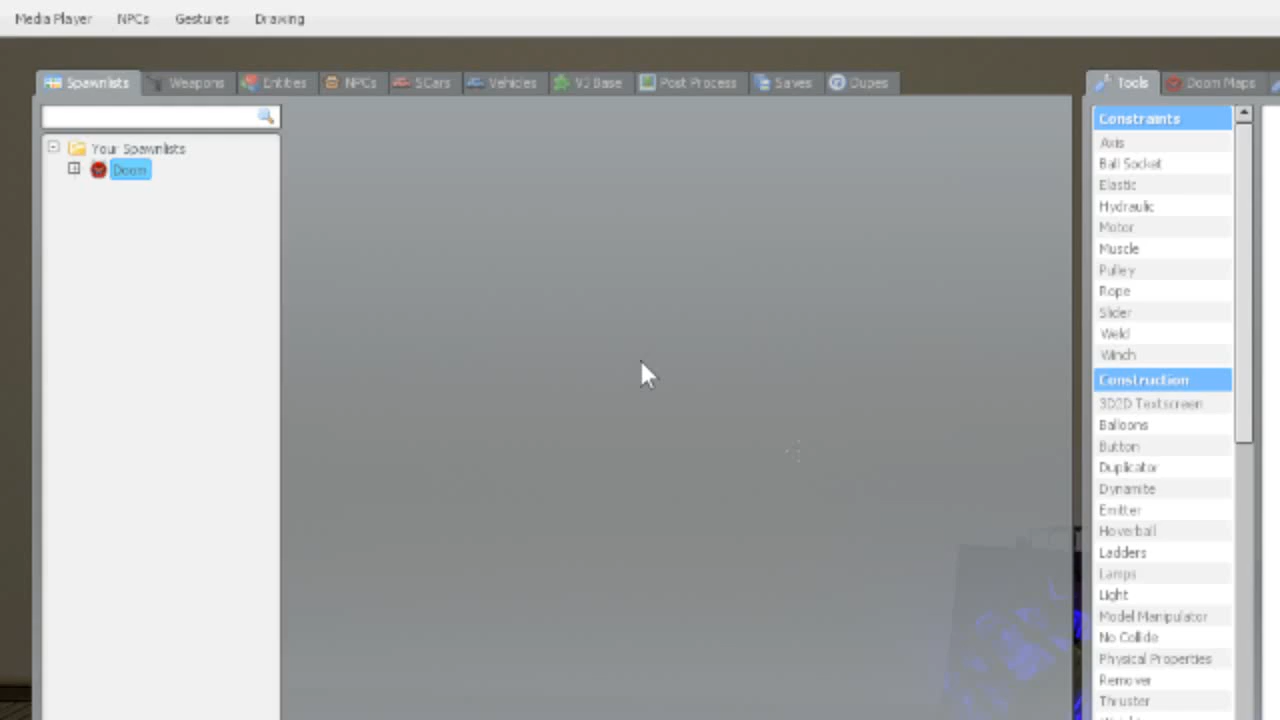 Media Player NPCs Gestures Drawing
Spawnlists Weapons Entities NPCs SCars Vehicles VJ Base Post Process Saves Dupes
Tools Doom Maps
Your Spawnlists
Doom
Constraints
Axis
Ball Socket
Elastic
Hydraulic
Motor
Muscle
Pulley
Rope
Slider
Weld
Winch
Construction
3D2D Textscreen
Balloons
Button
Duplicator
Dynamite
Emitter
Hoverball
Ladders
Lamps
Light
Model Manipulator
No Collide
Physical Properties
Remover
Thruster